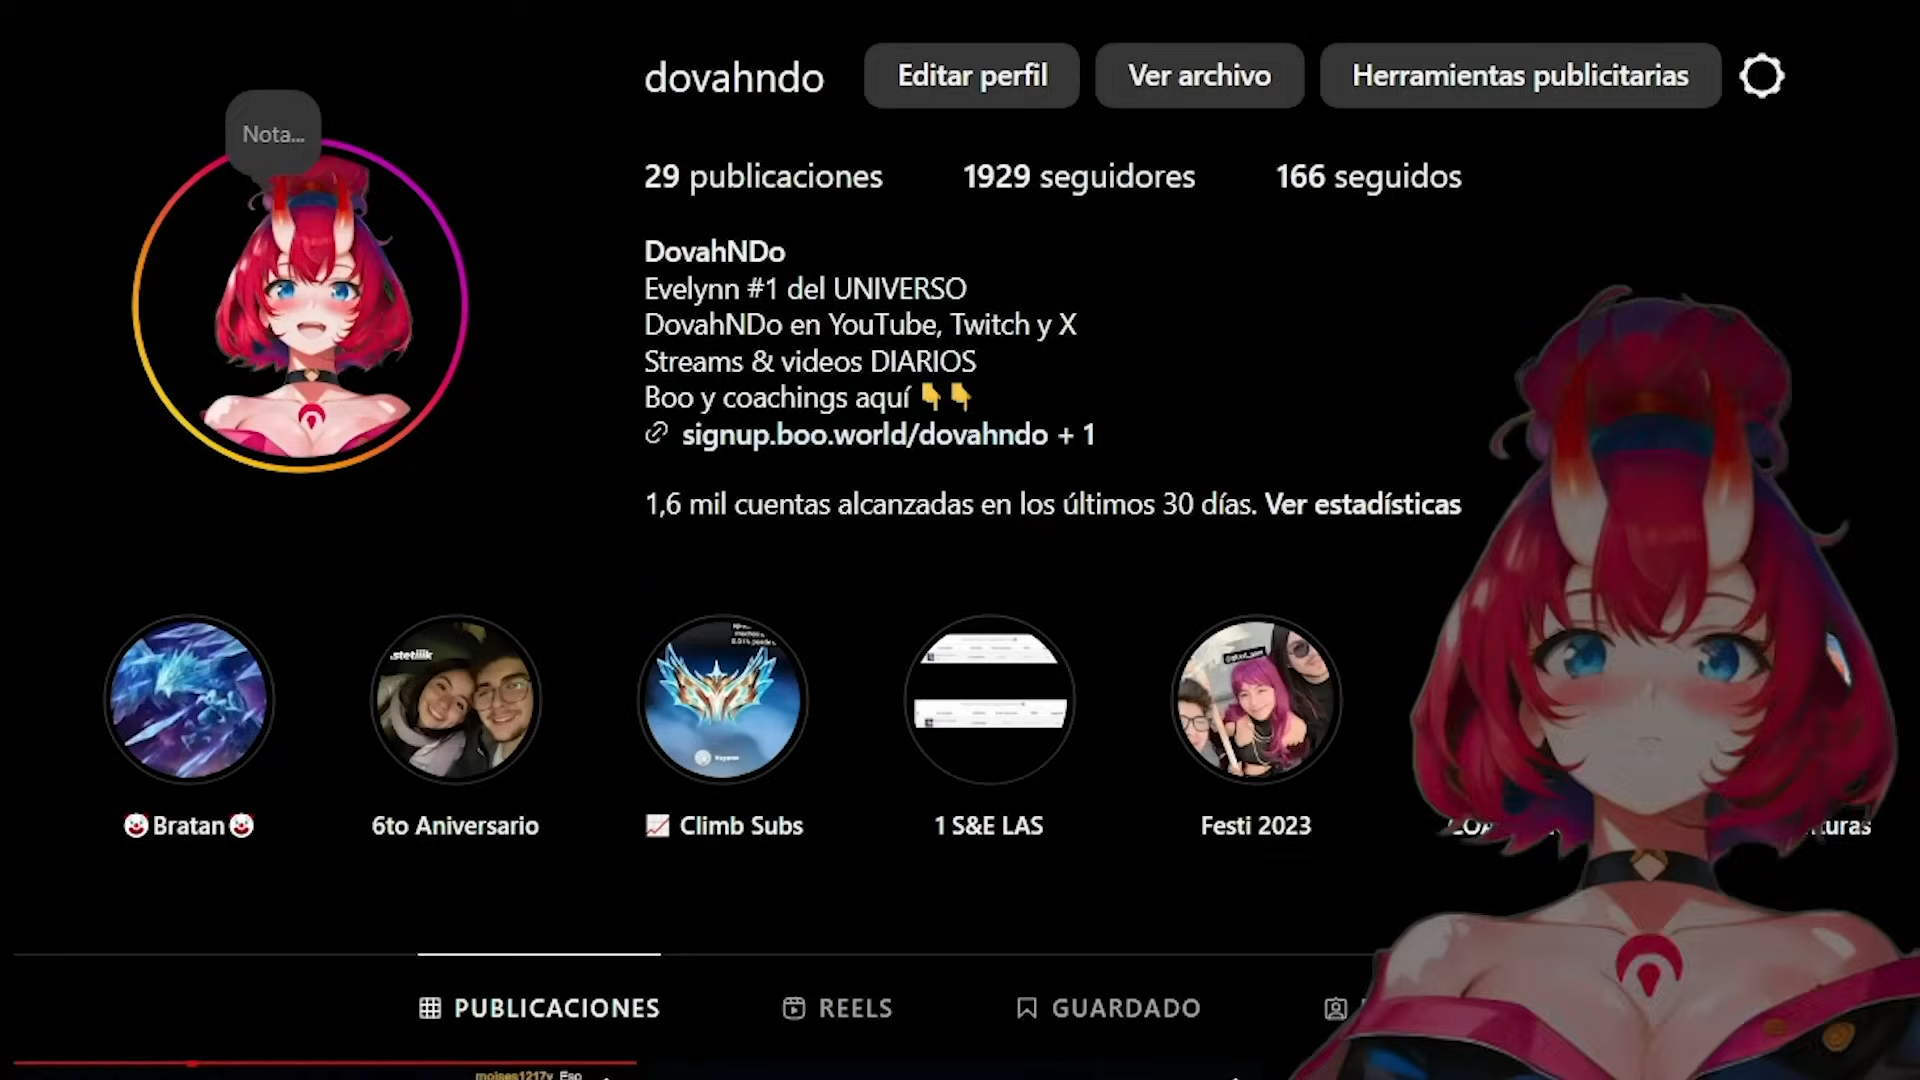 dovahndo
Editar perfil
Ver archivo
Herramientas publicitarias
Nota...
29 publicaciones
1929 seguidores
166 seguidos
DovahNDo
Evelynn #1 del UNIVERSO
DovahNDo en YouTube, Twitch y X
Streams & videos DIARIOS
Boo y coachings aquí 👇👇
signup.boo.world/dovahndo + 1
1,6 mil cuentas alcanzadas en los últimos 30 días. Ver estadísticas
.stetiiik
🤡Bratan🤡
6to Aniversario
📈 Climb Subs
1 S&E LAS
Festi 2023
PUBLICACIONES
REELS
GUARDADO
moises1217v Eso